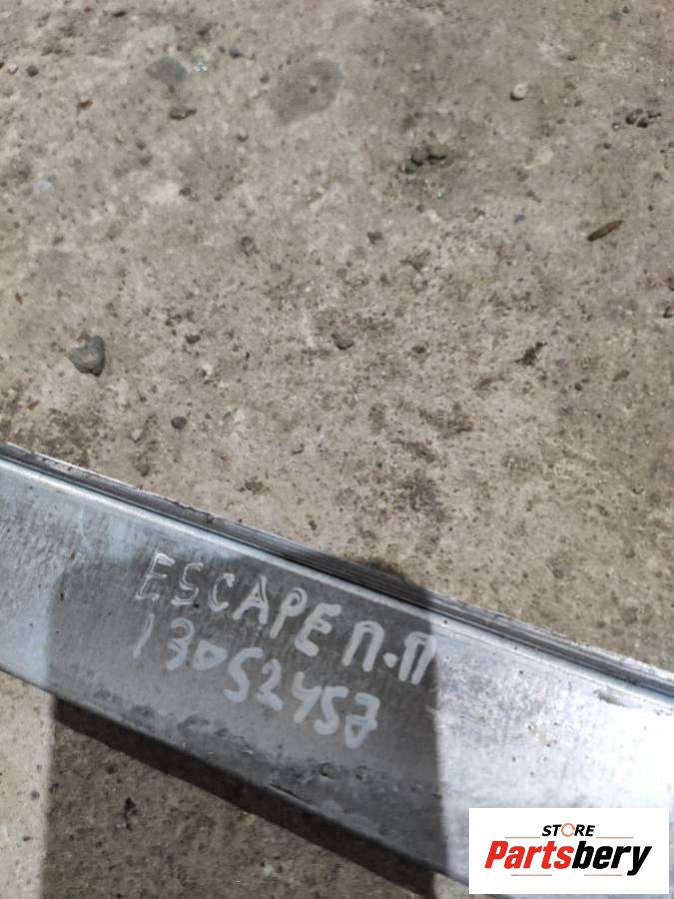 ESCAPE П.П
13052457
STORE
Partsbery